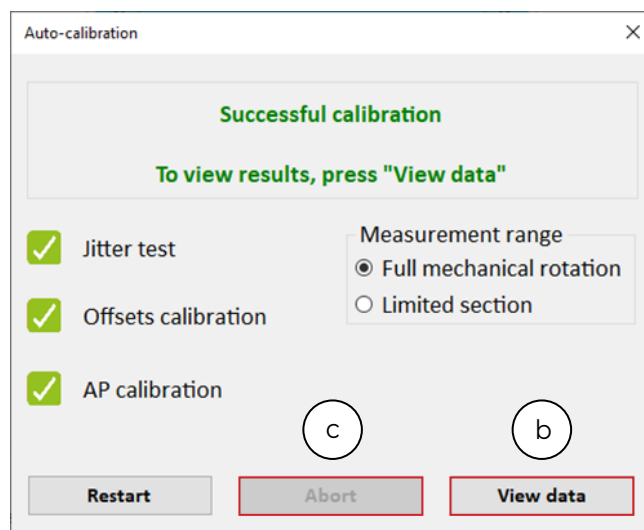 Auto-calibration
Successful calibration
To view results, press "View data"
Jitter test
Offsets calibration
AP calibration
Measurement range
Full mechanical rotation
Limited section
c
b
Restart
Abort
View data